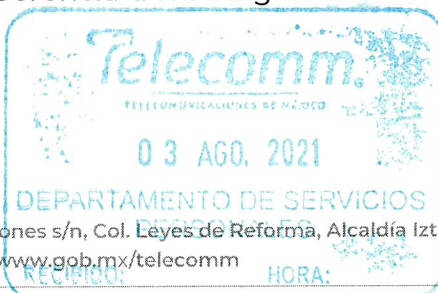 Telecomm.
TELECOMUNICACIONES DE MÉXICO
03 AGO. 2021
DEPARTAMENTO DE SERVICIOS
PERSONALES
ones s/n, Col. Leyes de Reforma, Alcaldía Izt
www.gob.mx/telecomm
RECIBIDO: HORA: